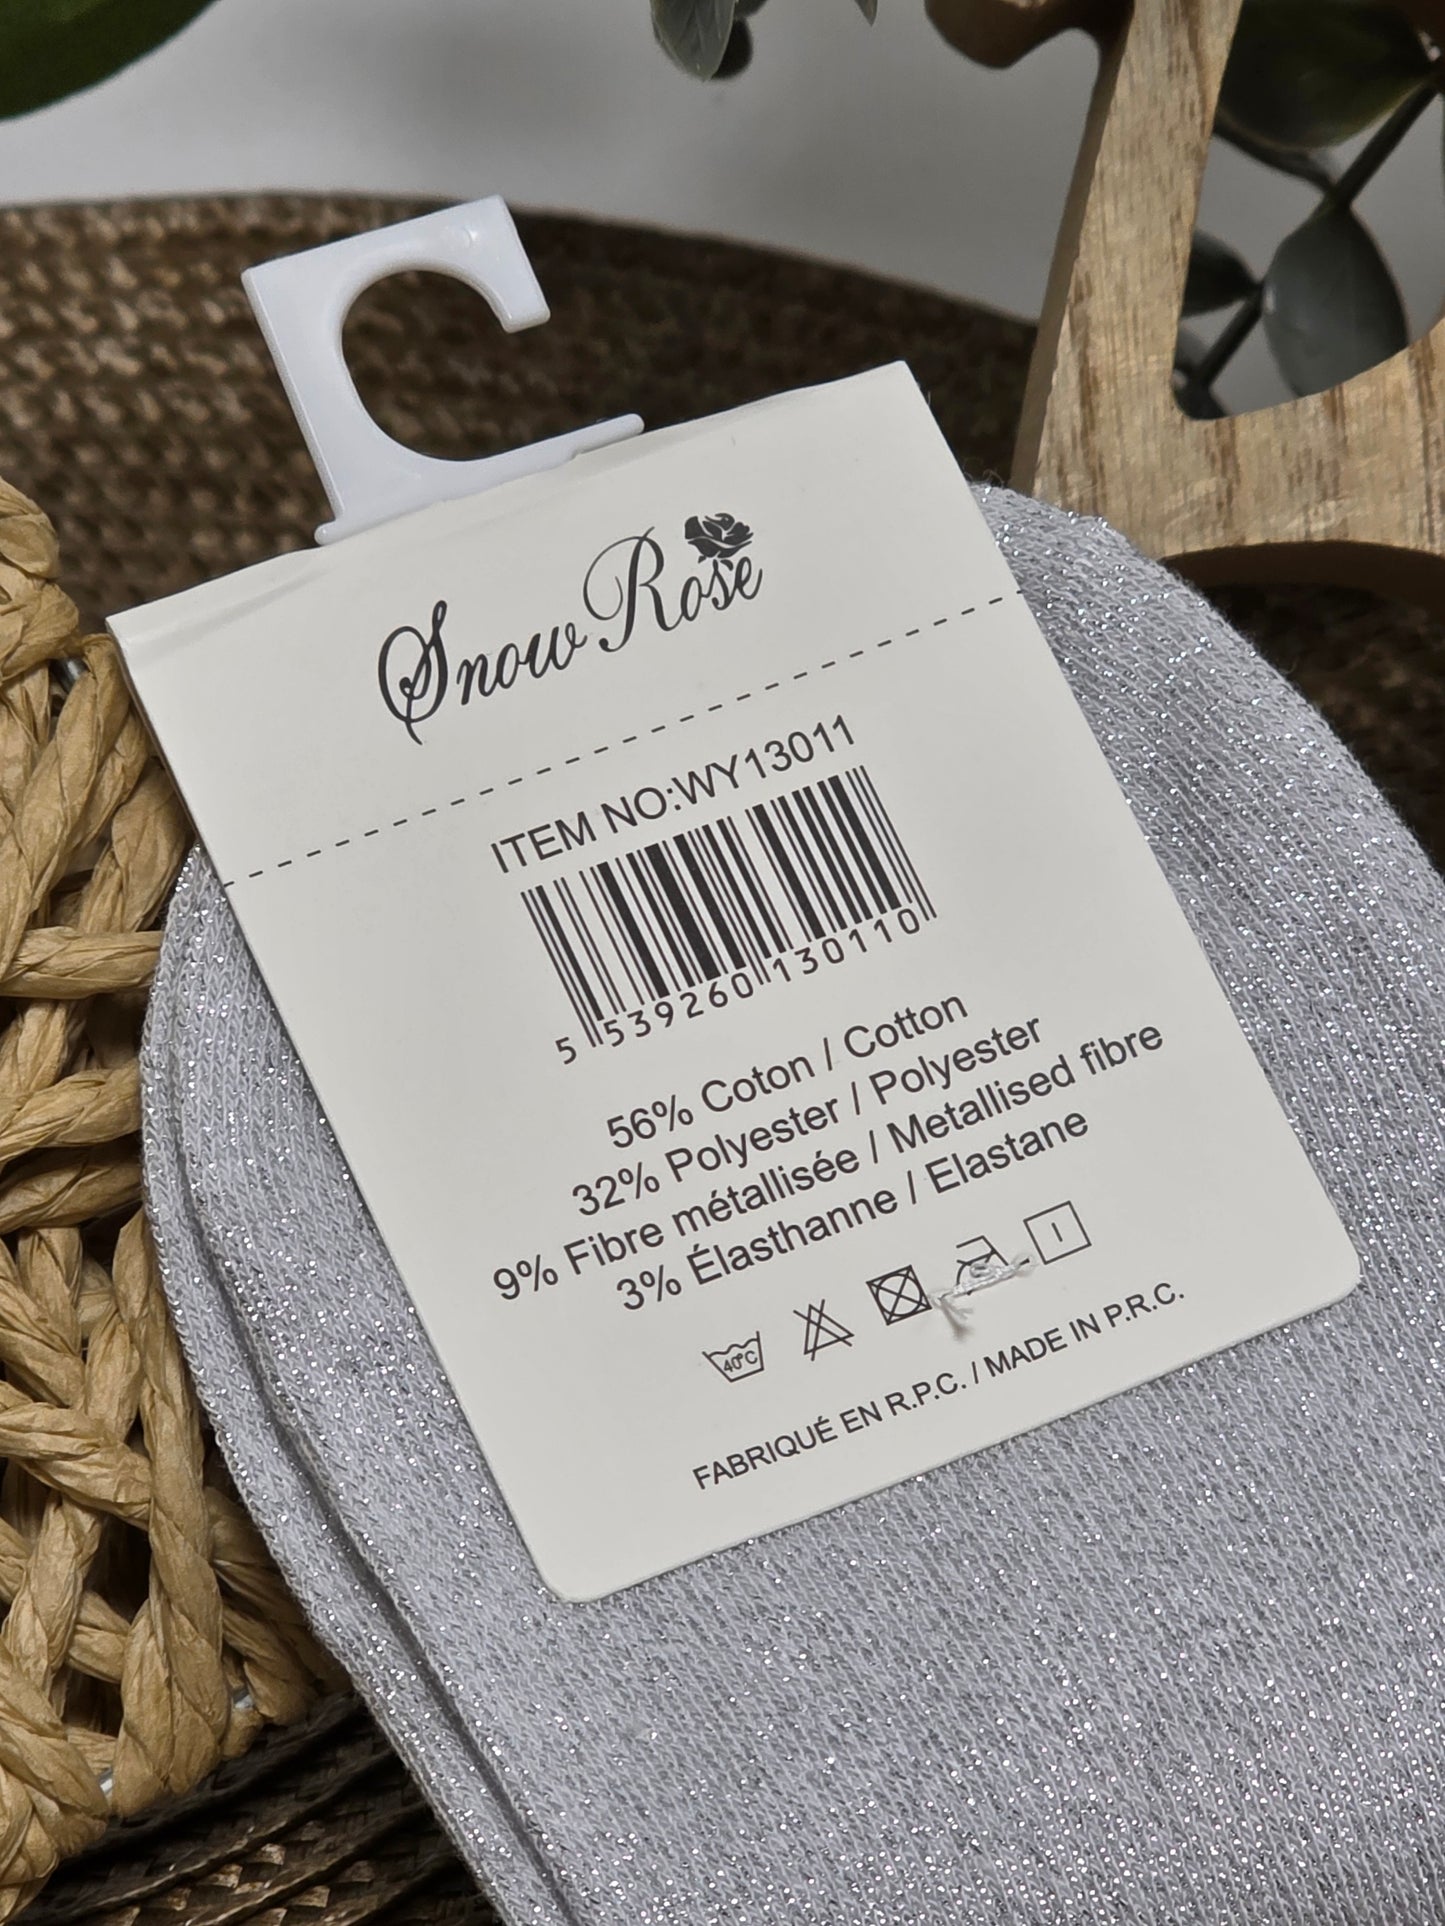 Snow Rose
ITEM NO:WY13011
5 539260 130110
56% Coton / Cotton
32% Polyester / Polyester
9% Fibre métallisée / Metallised fibre
3% Élasthanne / Elastane
40°C
FABRIQUÉ EN R.P.C. / MADE IN P.R.C.